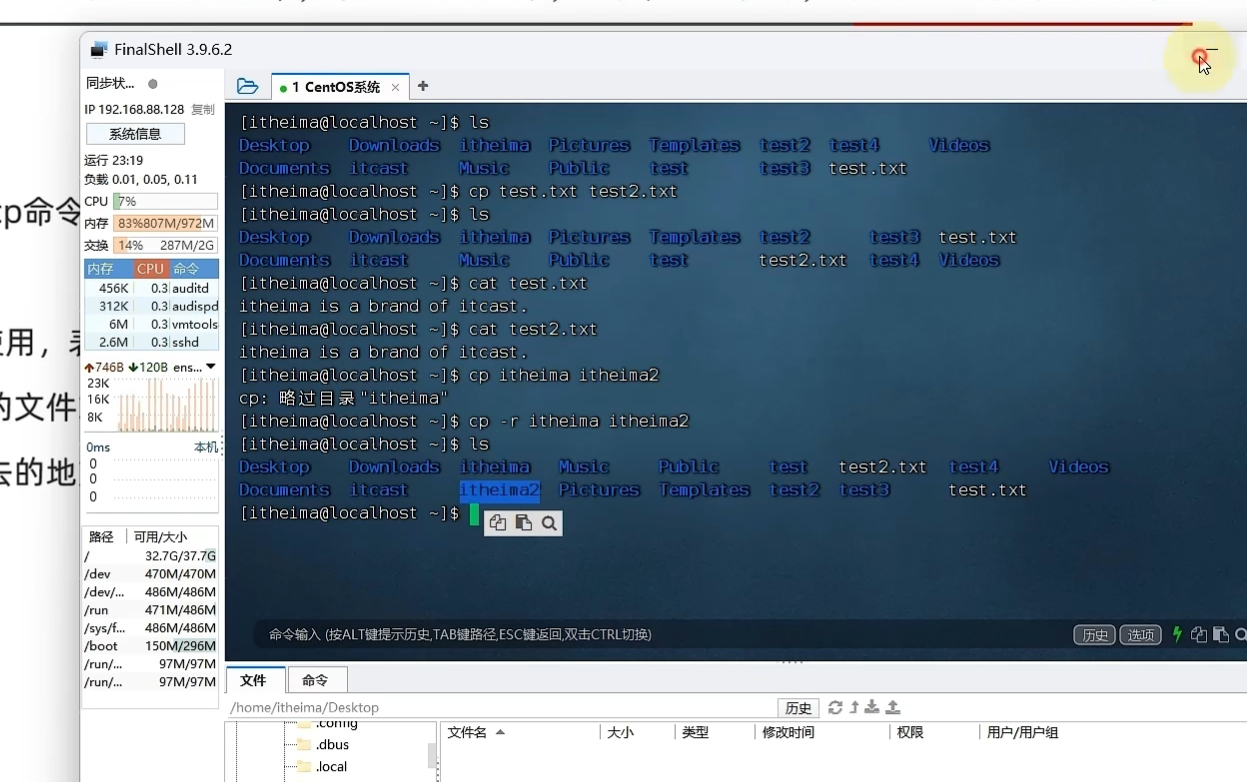 FinalShell 3.9.6.2
同步状...
1 CentOS系统
IP 192.168.88.128 复制
系统信息
运行 23:19
负载 0.01, 0.05, 0.11
CPU 7%
内存 83%807M/972M
交换 14% 287M/2G
内存 CPU 命令
456K 0.3 auditd
312K 0.3 audispd
6M 0.3 vmtools
2.6M 0.3 sshd
746B 120B ens...
23K
16K
8K
0ms 本机
0
0
0
路径 可用/大小
/ 32.7G/37.7G
/dev 470M/470M
/dev/... 486M/486M
/run 471M/486M
/sys/f... 486M/486M
/boot 150M/296M
/run/... 97M/97M
/run/... 97M/97M
cp命令
使用，
的文件
去的地
[itheima@localhost ~]$ ls
Desktop Downloads itheima Pictures Templates test2 test4 Videos
Documents itcast Music Public test test3 test.txt
[itheima@localhost ~]$ cp test.txt test2.txt
[itheima@localhost ~]$ ls
Desktop Downloads itheima Pictures Templates test2 test3 test.txt
Documents itcast Music Public test test2.txt test4 Videos
[itheima@localhost ~]$ cat test.txt
itheima is a brand of itcast.
[itheima@localhost ~]$ cat test2.txt
itheima is a brand of itcast.
[itheima@localhost ~]$ cp itheima itheima2
cp: 略过目录"itheima"
[itheima@localhost ~]$ cp -r itheima itheima2
[itheima@localhost ~]$ ls
Desktop Downloads itheima Music Public test test2.txt test4 Videos
Documents itcast itheima2 Pictures Templates test2 test3 test.txt
[itheima@localhost ~]$
命令输入 (按ALT键提示历史,TAB键路径,ESC键返回,双击CTRL切换)
历史 选项
文件 命令
/home/itheima/Desktop
历史
.config
.dbus
.local
文件名 大小 类型 修改时间 权限 用户/用户组